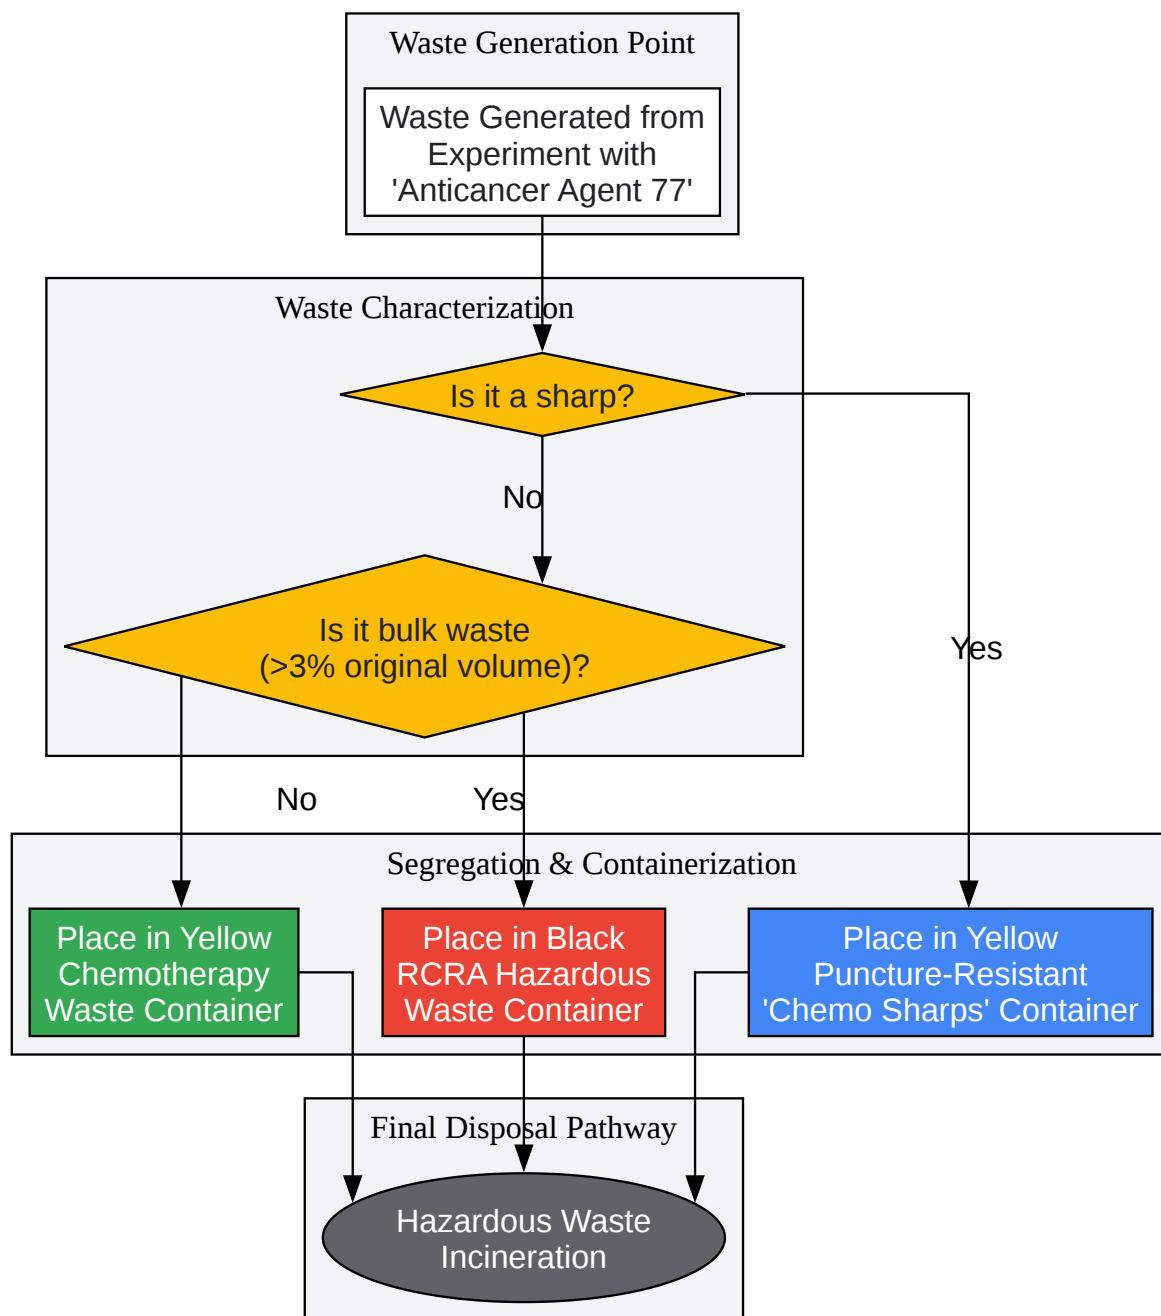 Waste Generation Point
Waste Generated from
Experiment with
'Anticancer Agent 77'
Waste Characterization
Is it a sharp?
No
Is it bulk waste
(>3% original volume)?
Yes
No
Yes
Segregation & Containerization
Place in Yellow
Chemotherapy
Waste Container
Place in Black
RCRA Hazardous
Waste Container
Place in Yellow
Puncture-Resistant
'Chemo Sharps' Container
Final Disposal Pathway
Hazardous Waste
Incineration